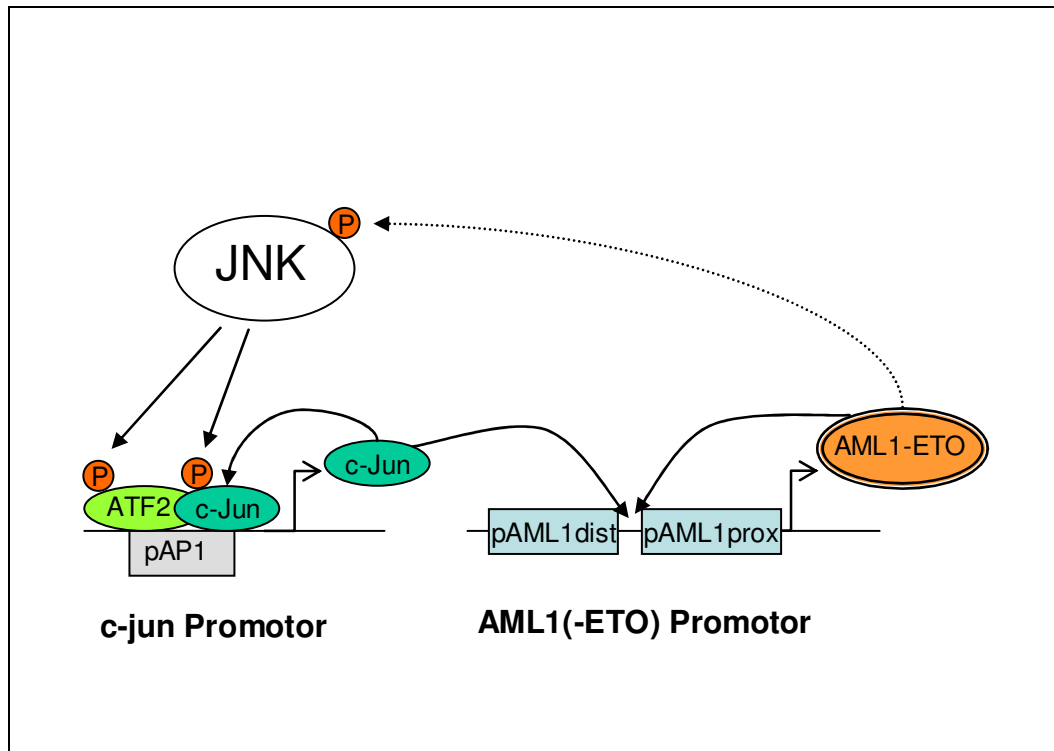 P
JNK
P
P
ATF2
c-Jun
c-Jun
AML1-ETO
pAP1
pAML1dist
pAML1prox
c-jun Promotor
AML1(-ETO) Promotor